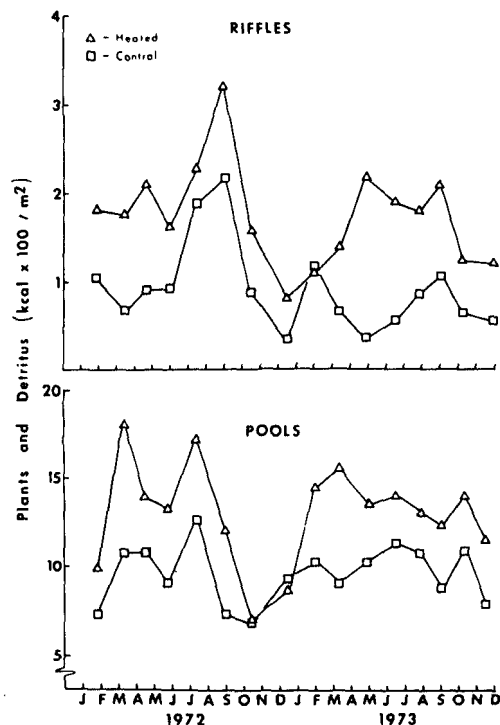 RIFFLES
△ - Heated
□ - Control
4
3
2
1
Plants and Detritus (kcal x 100 / m²)
POOLS
20
15
10
5
J F M A M J J A S O N D J F M A M J J A S O N D
1972 1973